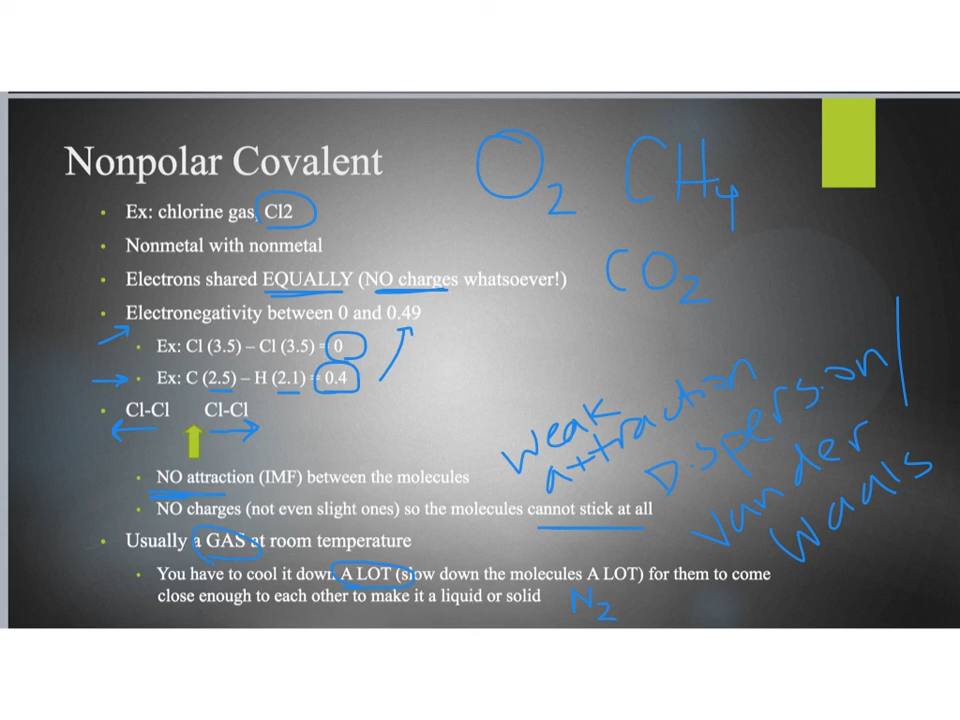 Nonpolar Covalent
O2 CH4
CO2
• Ex: chlorine gas, Cl2
• Nonmetal with nonmetal
• Electrons shared EQUALLY (NO charges whatsoever!)
• Electronegativity between 0 and 0.49
• Ex: Cl (3.5) – Cl (3.5) = 0
• Ex: C (2.5) – H (2.1) = 0.4
• Cl-Cl Cl-Cl
weak
attraction
Dispersion
Vander
Waals
• NO attraction (IMF) between the molecules
• NO charges (not even slight ones) so the molecules cannot stick at all
• Usually a GAS at room temperature
• You have to cool it down A LOT (slow down the molecules A LOT) for them to come
close enough to each other to make it a liquid or solid
N2